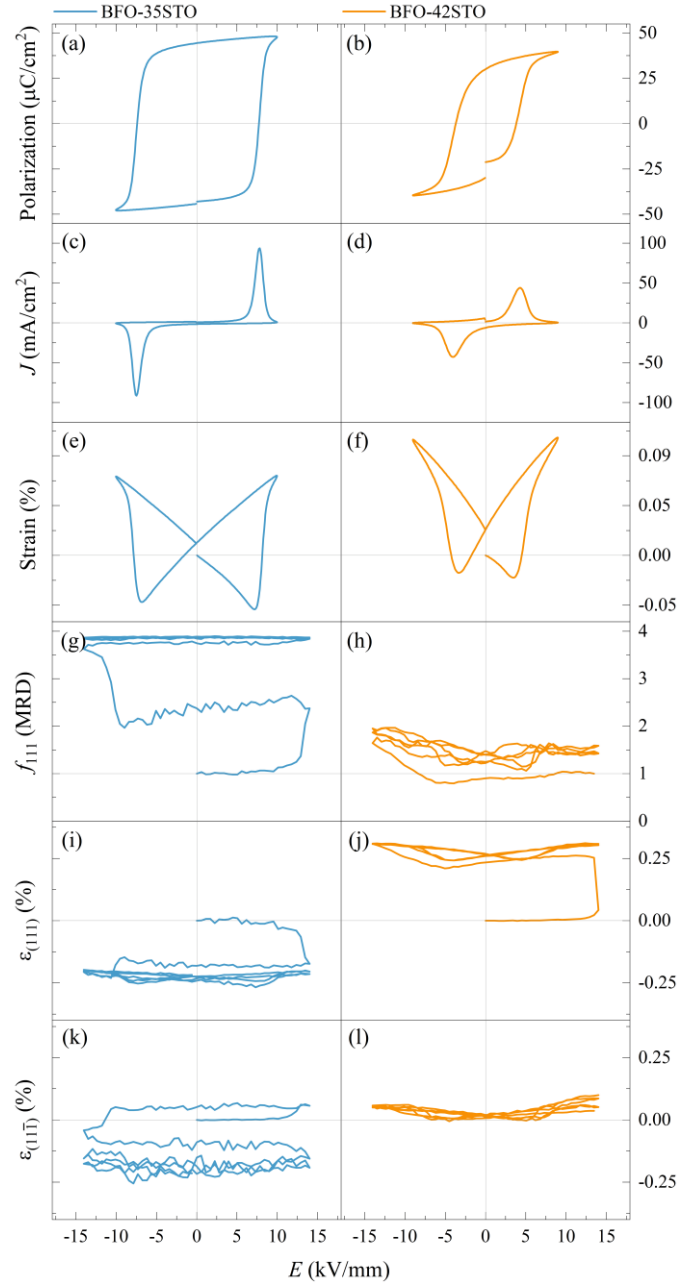 BFO-35STO
BFO-42STO
(a)
(b)
Polarization (µC/cm²)
50
25
0
-25
-50
(c)
(d)
J (mA/cm²)
100
50
0
-50
-100
(e)
(f)
Strain (%)
0.09
0.05
0.00
-0.05
(g)
(h)
f₁₁₁ (MRD)
4
3
2
1
0
(i)
(j)
ε₍₁₁₁₎ (%)
0.25
0.00
-0.25
(k)
(l)
ε₍₁₁1̄₎ (%)
0.25
0.00
-0.25
-15 -10 -5 0 5 10 -15 -10 -5 0 5 10 15
E (kV/mm)